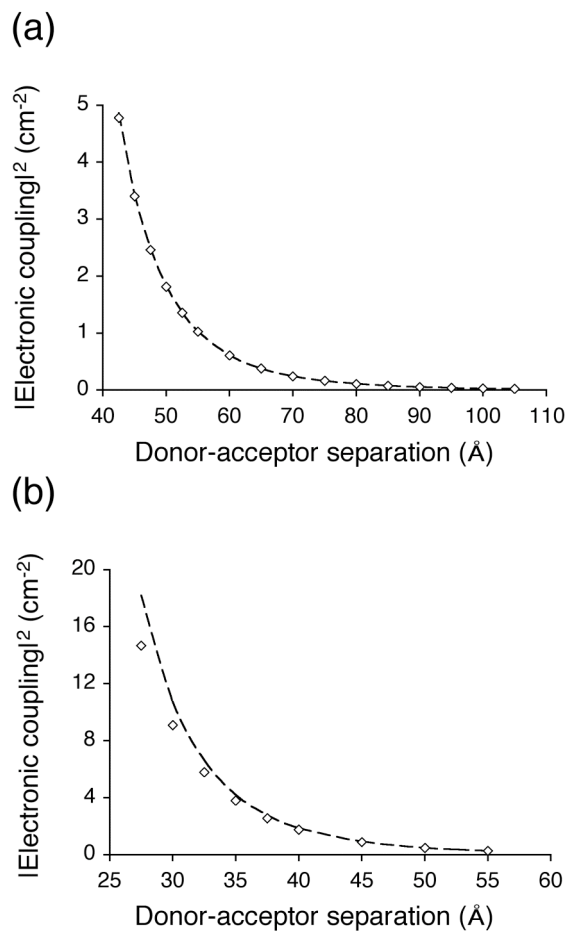 (a)
|Electronic coupling|² (cm⁻²)
5
4
3
2
1
0
40 50 60 70 80 90 100 110
Donor-acceptor separation (Å)
(b)
|Electronic coupling|² (cm⁻²)
20
16
12
8
4
0
25 30 35 40 45 50 55 60
Donor-acceptor separation (Å)